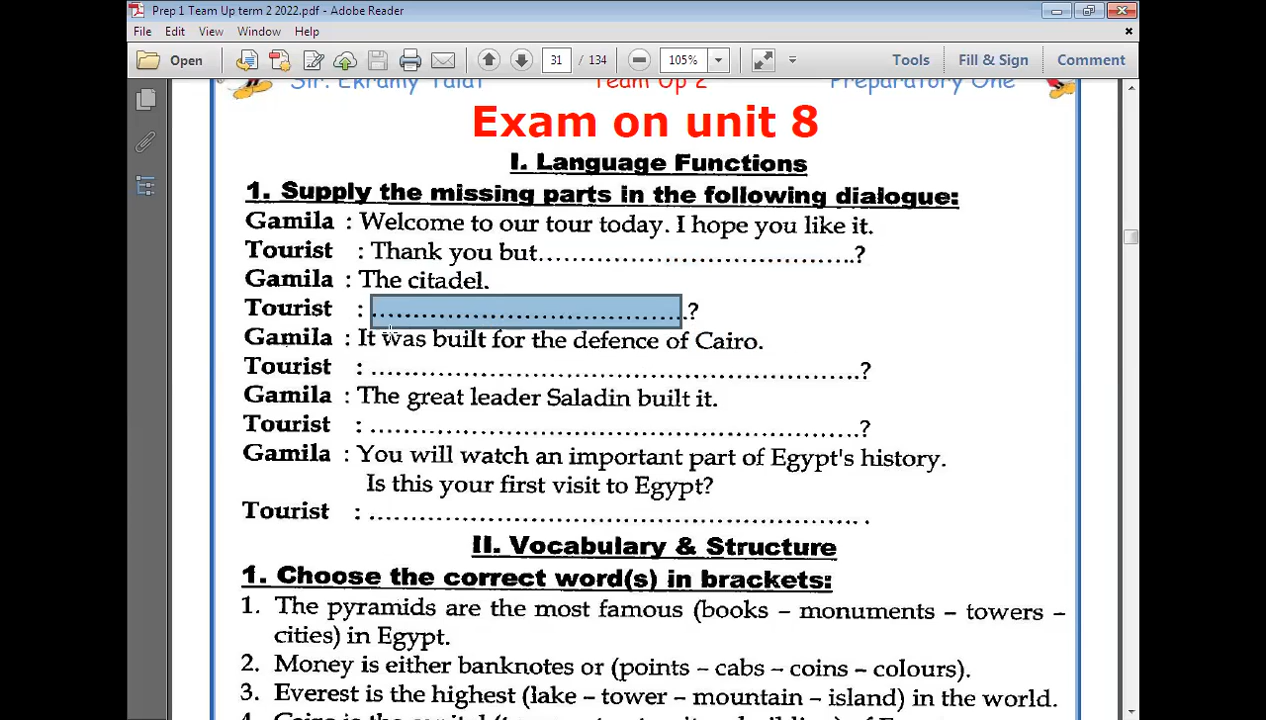 Prep 1 Team Up term 2 2022.pdf - Adobe Reader
File Edit View Window Help
Open 31 / 134 105% Tools Fill & Sign Comment
Sir. Ekramy Talat Team Up 2 Preparatory One
Exam on unit 8
I. Language Functions
1. Supply the missing parts in the following dialogue:
Gamila : Welcome to our tour today. I hope you like it.
Tourist : Thank you but……………………………………?
Gamila : The citadel.
Tourist : ……………………………………?
Gamila : It was built for the defence of Cairo.
Tourist : ……………………………………………………?
Gamila : The great leader Saladin built it.
Tourist : ……………………………………………………?
Gamila : You will watch an important part of Egypt's history.
Is this your first visit to Egypt?
Tourist : …………………………………………………… .
II. Vocabulary & Structure
1. Choose the correct word(s) in brackets:
1. The pyramids are the most famous (books – monuments – towers –
cities) in Egypt.
2. Money is either banknotes or (points – cabs – coins – colours).
3. Everest is the highest (lake – tower – mountain – island) in the world.